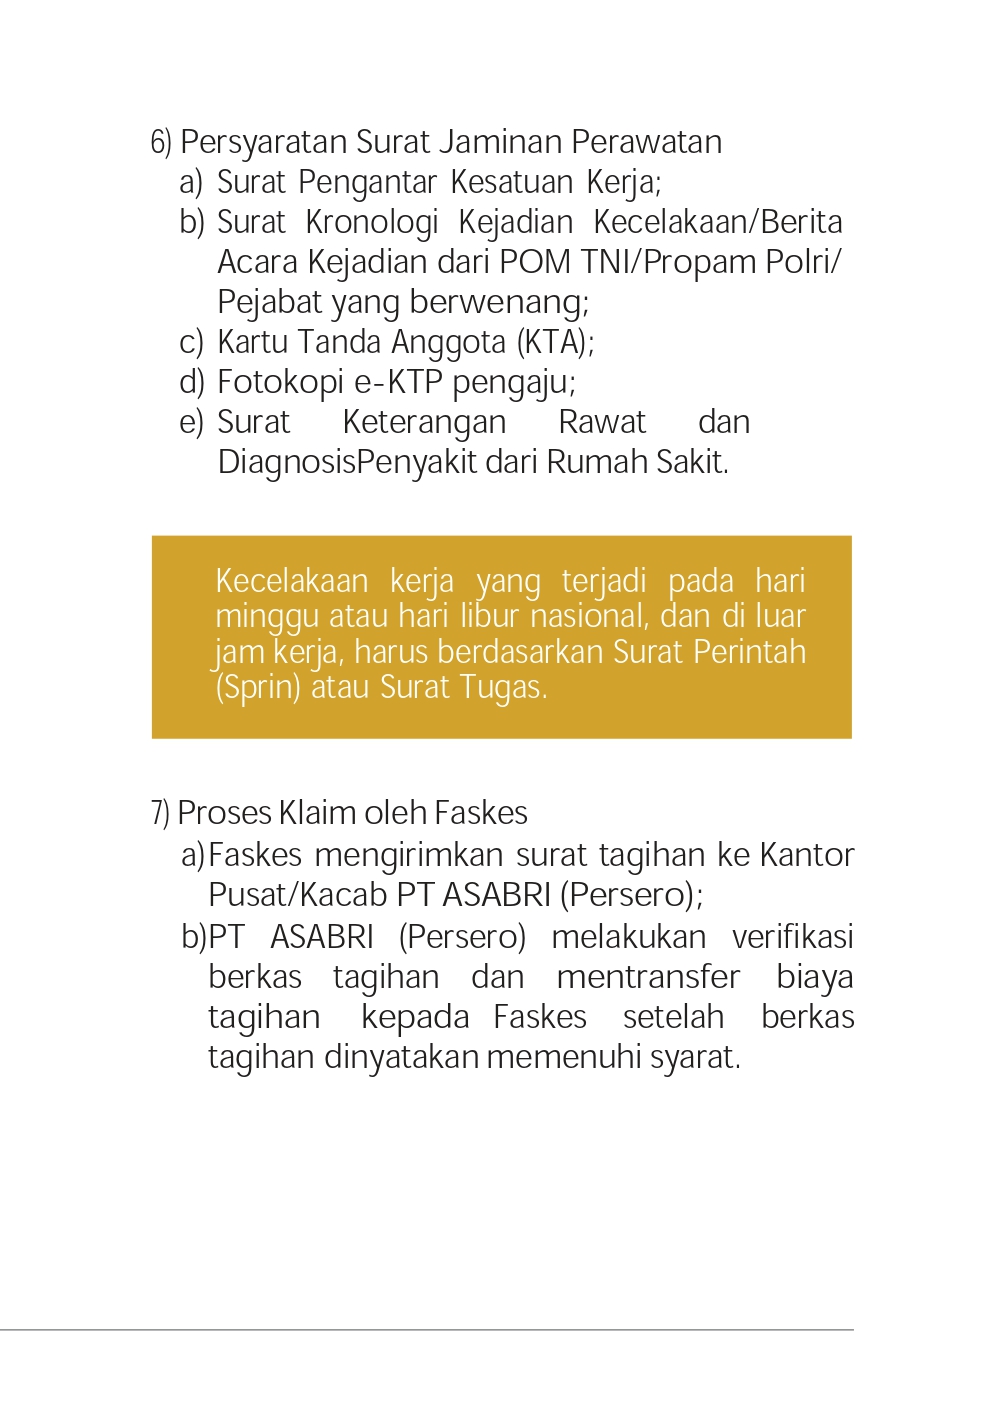 6) Persyaratan Surat Jaminan Perawatan
a) Surat Pengantar Kesatuan Kerja;
b) Surat Kronologi Kejadian Kecelakaan/Berita
Acara Kejadian dari POM TNI/Propam Polri/
Pejabat yang berwenang;
c) Kartu Tanda Anggota (KTA);
d) Fotokopi e-KTP pengaju;
e) Surat Keterangan Rawat dan
DiagnosisPenyakit dari Rumah Sakit.
Kecelakaan kerja yang terjadi pada hari
minggu atau hari libur nasional, dan di luar
jam kerja, harus berdasarkan Surat Perintah
(Sprin) atau Surat Tugas.
7) Proses Klaim oleh Faskes
a)Faskes mengirimkan surat tagihan ke Kantor
Pusat/Kacab PT ASABRI (Persero);
b)PT ASABRI (Persero) melakukan verifikasi
berkas tagihan dan mentransfer biaya
tagihan kepada Faskes setelah berkas
tagihan dinyatakan memenuhi syarat.